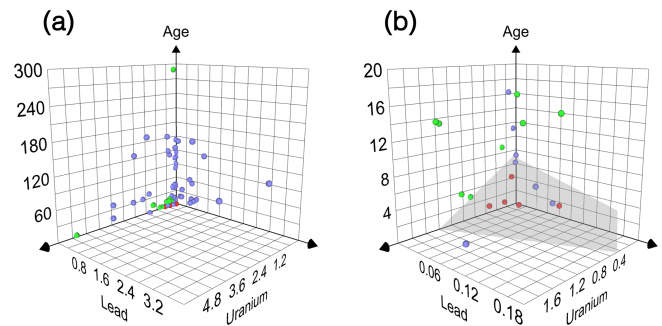 (a)
Age
300
240
180
120
60
0.8 1.6 2.4 3.2
Lead
4.8 3.6 2.4 1.2
Uranium
(b)
Age
20
16
12
8
4
0.06 0.12 0.18
Lead
1.6 1.2 0.8 0.4
Uranium